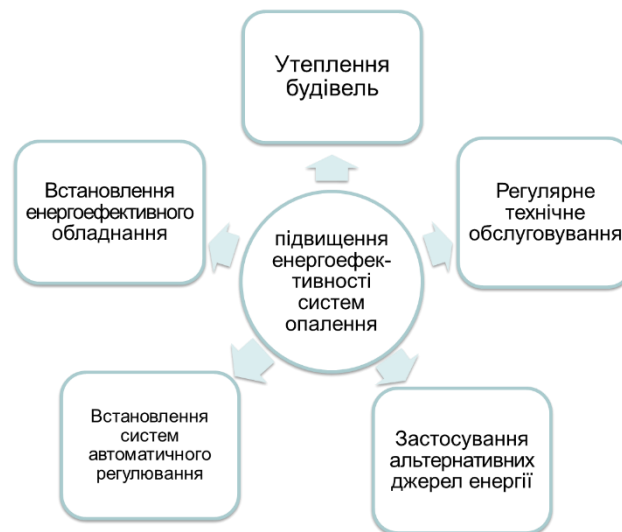 Утеплення
будівель
Встановлення
енергоефективного
обладнання
Регулярне
технічне
обслуговування
підвищення
енергоефек-
тивності
систем
опалення
Встановлення
систем
автоматичного
регулювання
Застосування
альтернативних
джерел енергії